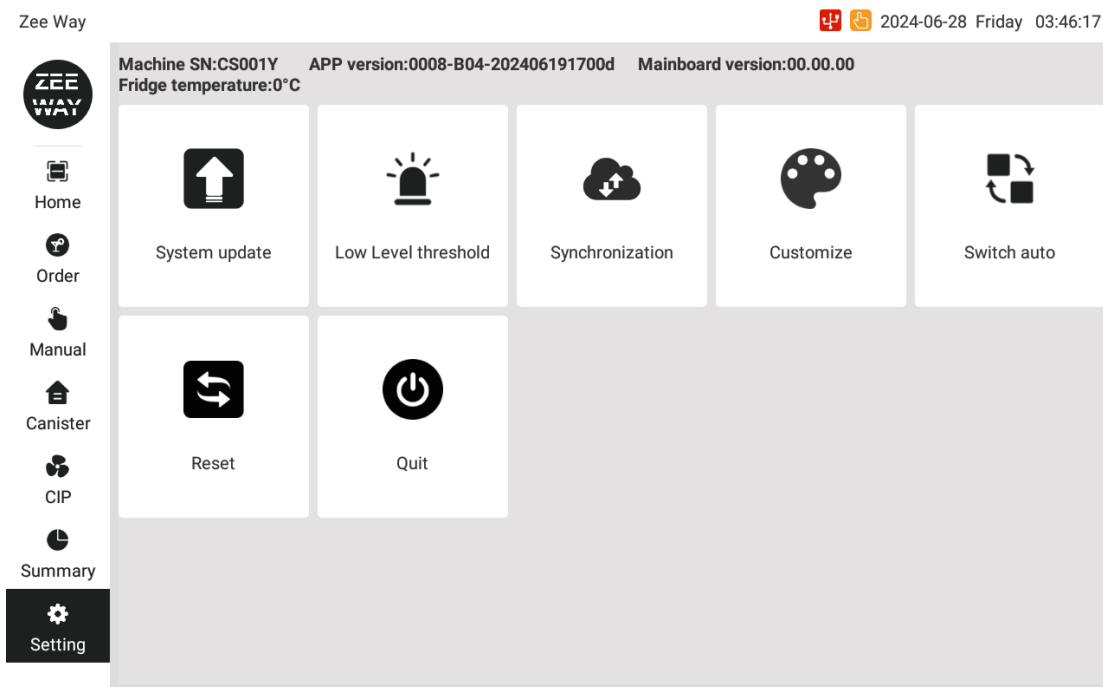 Zee Way
2024-06-28 Friday 03:46:17
ZEE
WAY
Machine SN:CS001Y APP version:0008-B04-202406191700d Mainboard version:00.00.00
Fridge temperature:0°C
Home
Order
Manual
Canister
CIP
Summary
Setting
System update
Low Level threshold
Synchronization
Customize
Switch auto
Reset
Quit